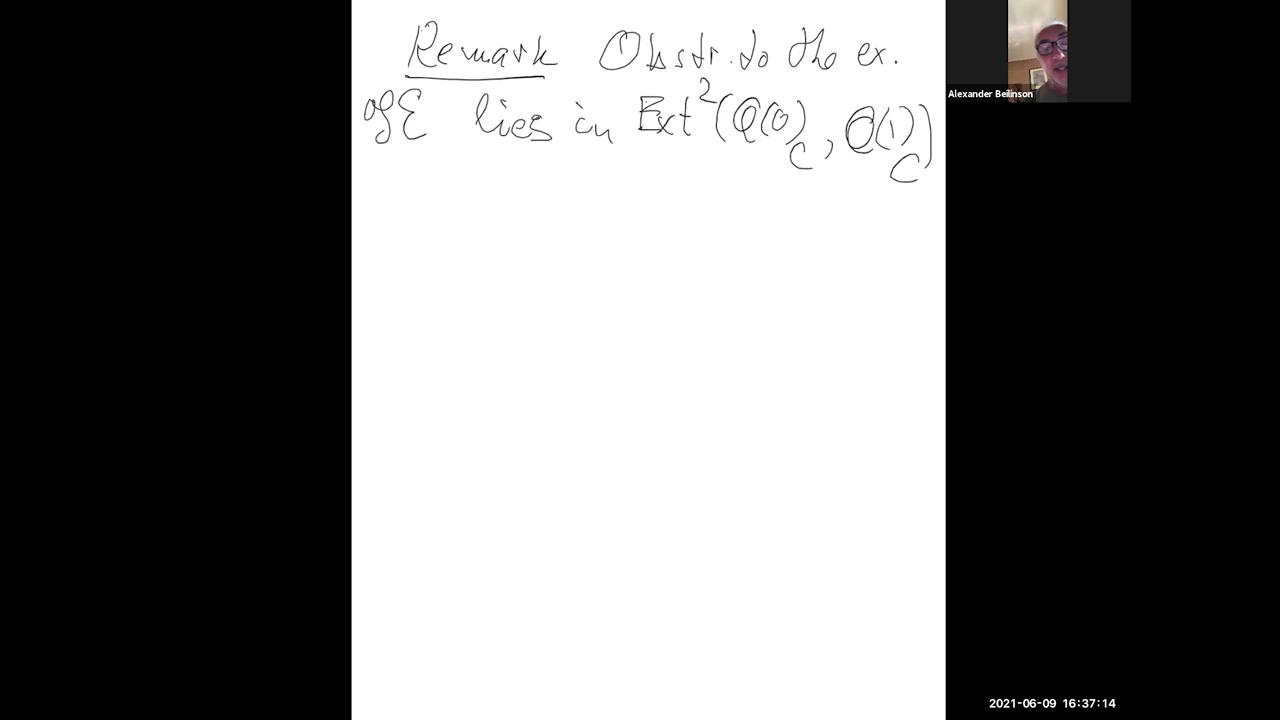 Remark Obstr. to the ex.
of ℰ lies in Ext²(ℚ(0)_C, ℚ(1)_C)
Alexander Beilinson
2021-06-09 16:37:14